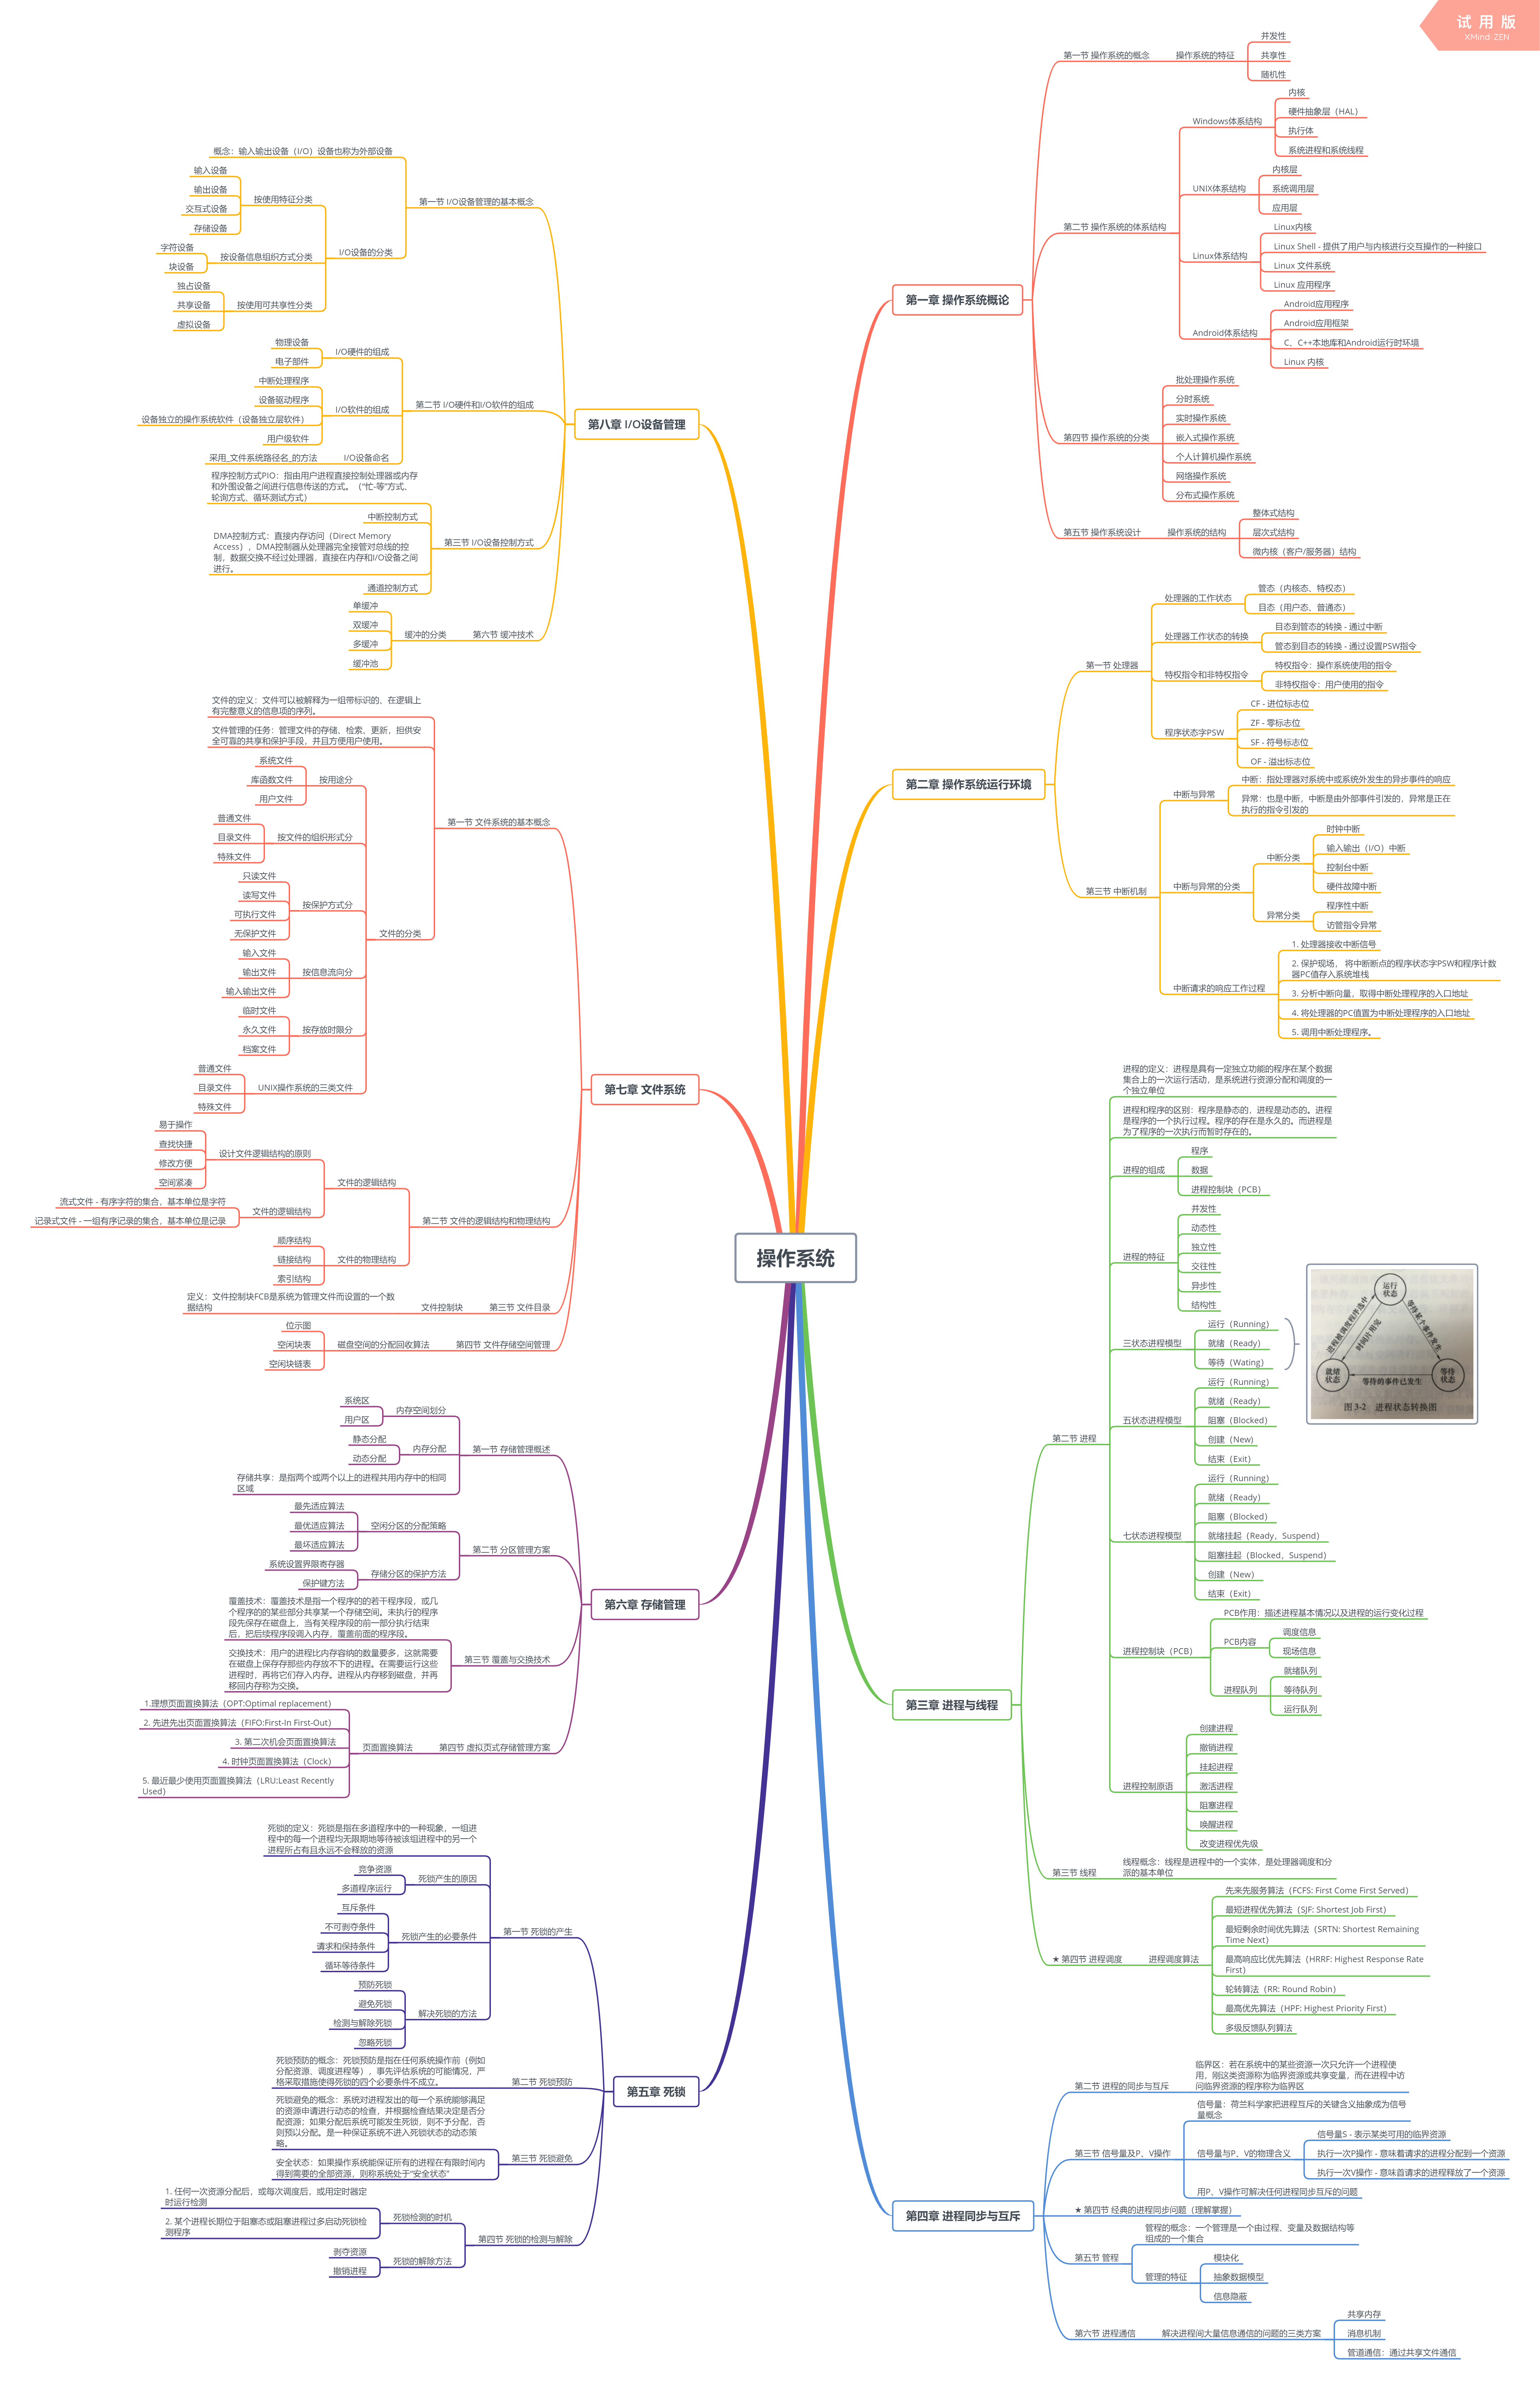 试 用 版
XMind:ZEN
操作系统
第一章 操作系统概论
第一节 操作系统的概念
操作系统的特征
并发性
共享性
随机性
第二节 操作系统的体系结构
Windows体系结构
内核
硬件抽象层（HAL）
执行体
系统进程和系统线程
UNIX体系结构
内核层
系统调用层
应用层
Linux体系结构
Linux内核
Linux Shell - 提供了用户与内核进行交互操作的一种接口
Linux 文件系统
Linux 应用程序
Android体系结构
Android应用程序
Android应用框架
C、C++本地库和Android运行时环境
Linux 内核
第四节 操作系统的分类
批处理操作系统
分时系统
实时操作系统
嵌入式操作系统
个人计算机操作系统
网络操作系统
分布式操作系统
第五节 操作系统设计
操作系统的结构
整体式结构
层次式结构
微内核（客户/服务器）结构
第二章 操作系统运行环境
第一节 处理器
处理器的工作状态
管态（内核态、特权态）
目态（用户态、普通态）
处理器工作状态的转换
目态到管态的转换 - 通过中断
管态到目态的转换 - 通过设置PSW指令
特权指令和非特权指令
特权指令：操作系统使用的指令
非特权指令：用户使用的指令
程序状态字PSW
CF - 进位标志位
ZF - 零标志位
SF - 符号标志位
OF - 溢出标志位
第三节 中断机制
中断与异常
中断：指处理器对系统中或系统外发生的异步事件的响应
异常：也是中断，中断是由外部事件引发的，异常是正在
执行的指令引发的
中断与异常的分类
中断分类
时钟中断
输入输出（I/O）中断
控制台中断
硬件故障中断
异常分类
程序性中断
访管指令异常
中断请求的响应工作过程
1. 处理器接收中断信号
2. 保护现场， 将中断断点的程序状态字PSW和程序计数
器PC值存入系统堆栈
3. 分析中断向量，取得中断处理程序的入口地址
4. 将处理器的PC值置为中断处理程序的入口地址
5. 调用中断处理程序。
第三章 进程与线程
第二节 进程
进程的定义：进程是具有一定独立功能的程序在某个数据
集合上的一次运行活动，是系统进行资源分配和调度的一
个独立单位
进程和程序的区别：程序是静态的，进程是动态的。进程
是程序的一个执行过程。程序的存在是永久的。而进程是
为了程序的一次执行而暂时存在的。
进程的组成
程序
数据
进程控制块（PCB）
进程的特征
并发性
动态性
独立性
交往性
异步性
结构性
三状态进程模型
运行（Running）
就绪（Ready）
等待（Wating）
运行
状态
进程被调度程序选中
时间片用完
等待某个事件发生
就绪
状态
等待
状态
等待的事件已发生
图 3-2 进程状态转换图
五状态进程模型
运行（Running）
就绪（Ready）
阻塞（Blocked）
创建（New）
结束（Exit）
七状态进程模型
运行（Running）
就绪（Ready）
阻塞（Blocked）
就绪挂起（Ready，Suspend）
阻塞挂起（Blocked，Suspend）
创建（New）
结束（Exit）
进程控制块（PCB）
PCB作用：描述进程基本情况以及进程的运行变化过程
PCB内容
调度信息
现场信息
进程队列
就绪队列
等待队列
运行队列
进程控制原语
创建进程
撤销进程
挂起进程
激活进程
阻塞进程
唤醒进程
改变进程优先级
第三节 线程
线程概念：线程是进程中的一个实体，是处理器调度和分
派的基本单位
★ 第四节 进程调度
进程调度算法
先来先服务算法（FCFS: First Come First Served）
最短进程优先算法（SJF: Shortest Job First）
最短剩余时间优先算法（SRTN: Shortest Remaining
Time Next）
最高响应比优先算法（HRRF: Highest Response Rate
First）
轮转算法（RR: Round Robin）
最高优先算法（HPF: Highest Priority First）
多级反馈队列算法
第四章 进程同步与互斥
第二节 进程的同步与互斥
临界区：若在系统中的某些资源一次只允许一个进程使
用，刚这类资源称为临界资源或共享变量，而在进程中访
问临界资源的程序称为临界区
第三节 信号量及P、V操作
信号量：荷兰科学家把进程互斥的关键含义抽象成为信号
量概念
信号量与P、V的物理含义
信号量S - 表示某类可用的临界资源
执行一次P操作 - 意味着请求的进程分配到一个资源
执行一次V操作 - 意味首请求的进程释放了一个资源
用P、V操作可解决任何进程同步互斥的问题
★ 第四节 经典的进程同步问题（理解掌握）
第五节 管程
管程的概念：一个管理是一个由过程、变量及数据结构等
组成的一个集合
管理的特征
模块化
抽象数据模型
信息隐蔽
第六节 进程通信
解决进程间大量信息通信的问题的三类方案
共享内存
消息机制
管道通信：通过共享文件通信
第五章 死锁
第一节 死锁的产生
死锁的定义：死锁是指在多道程序中的一种现象，一组进
程中的每一个进程均无限期地等待被该组进程中的另一个
进程所占有且永远不会释放的资源
死锁产生的原因
竞争资源
多道程序运行
死锁产生的必要条件
互斥条件
不可剥夺条件
请求和保持条件
循环等待条件
解决死锁的方法
预防死锁
避免死锁
检测与解除死锁
忽略死锁
第二节 死锁预防
死锁预防的概念：死锁预防是指在任何系统操作前（例如
分配资源、调度进程等），事先评估系统的可能情况，严
格采取措施使得死锁的四个必要条件不成立。
第三节 死锁避免
死锁避免的概念：系统对进程发出的每一个系统能够满足
的资源申请进行动态的检查，并根据检查结果决定是否分
配资源；如果分配后系统可能发生死锁，则不予分配，否
则预以分配。是一种保证系统不进入死锁状态的动态策
略。
安全状态：如果操作系统能保证所有的进程在有限时间内
得到需要的全部资源，则称系统处于“安全状态”
第四节 死锁的检测与解除
死锁检测的时机
1. 任何一次资源分配后，或每次调度后，或用定时器定
时运行检测
2. 某个进程长期位于阻塞态或阻塞进程过多启动死锁检
测程序
死锁的解除方法
剥夺资源
撤销进程
第六章 存储管理
第一节 存储管理概述
内存空间划分
系统区
用户区
内存分配
静态分配
动态分配
存储共享：是指两个或两个以上的进程共用内存中的相同
区域
第二节 分区管理方案
空闲分区的分配策略
最先适应算法
最优适应算法
最坏适应算法
存储分区的保护方法
系统设置界限寄存器
保护键方法
第三节 覆盖与交换技术
覆盖技术：覆盖技术是指一个程序的的若干程序段，或几
个程序的的某些部分共享某一个存储空间。未执行的程序
段先保存在磁盘上，当有关程序段的前一部分执行结束
后，把后续程序段调入内存，覆盖前面的程序段。
交换技术：用户的进程比内存容纳的数量要多，这就需要
在磁盘上保存存那些内存放不下的进程。在需要运行这些
进程时，再将它们存入内存。进程从内存移到磁盘，并再
移回内存称为交换。
第四节 虚拟页式存储管理方案
页面置换算法
1.理想页面置换算法（OPT:Optimal replacement）
2. 先进先出页面置换算法（FIFO:First-In First-Out）
3. 第二次机会页面置换算法
4. 时钟页面置换算法（Clock）
5. 最近最少使用页面置换算法（LRU:Least Recently
Used）
第七章 文件系统
第一节 文件系统的基本概念
文件的定义：文件可以被解释为一组带标识的、在逻辑上
有完整意义的信息项的序列。
文件管理的任务：管理文件的存储、检索、更新，担供安
全可靠的共享和保护手段，并且方便用户使用。
文件的分类
按用途分
系统文件
库函数文件
用户文件
按文件的组织形式分
普通文件
目录文件
特殊文件
按保护方式分
只读文件
读写文件
可执行文件
无保护文件
按信息流向分
输入文件
输出文件
输入输出文件
按存放时限分
临时文件
永久文件
档案文件
UNIX操作系统的三类文件
普通文件
目录文件
特殊文件
第二节 文件的逻辑结构和物理结构
文件的逻辑结构
设计文件逻辑结构的原则
易于操作
查找快捷
修改方便
空间紧凑
文件的逻辑结构
流式文件 - 有序字符的集合，基本单位是字符
记录式文件 - 一组有序记录的集合，基本单位是记录
文件的物理结构
顺序结构
链接结构
索引结构
第三节 文件目录
文件控制块
定义：文件控制块FCB是系统为管理文件而设置的一个数
据结构
第四节 文件存储空间管理
磁盘空间的分配回收算法
位示图
空闲块表
空闲块链表
第八章 I/O设备管理
第一节 I/O设备管理的基本概念
概念：输入输出设备（I/O）设备也称为外部设备
I/O设备的分类
按使用特征分类
输入设备
输出设备
交互式设备
存储设备
按设备信息组织方式分类
字符设备
块设备
按使用可共享性分类
独占设备
共享设备
虚拟设备
第二节 I/O硬件和I/O软件的组成
I/O硬件的组成
物理设备
电子部件
I/O软件的组成
中断处理程序
设备驱动程序
设备独立的操作系统软件（设备独立层软件）
用户级软件
I/O设备命名
采用_文件系统路径名_的方法
第三节 I/O设备控制方式
程序控制方式PIO：指由用户进程直接控制处理器或内存
和外围设备之间进行信息传送的方式。（“忙-等”方式、
轮询方式、循环测试方式）
中断控制方式
DMA控制方式：直接内存访问（Direct Memory
Access），DMA控制器从处理器完全接管对总线的控
制，数据交换不经过处理器，直接在内存和I/O设备之间
进行。
通道控制方式
第六节 缓冲技术
缓冲的分类
单缓冲
双缓冲
多缓冲
缓冲池